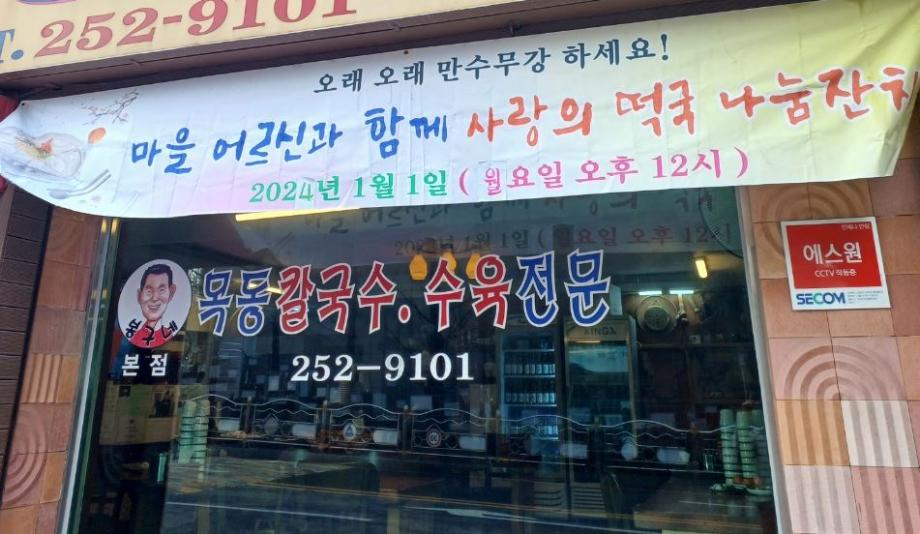 T. 252-9101
오래 오래 만수무강 하세요!
마을 어르신과 함께 사랑의 떡국 나눔잔치
2024년 1월 1일 ( 월요일 오후 12시 )
봉구네
본점
목동칼국수.수육전문
252-9101
에스원
CCTV 작동중
SECOM